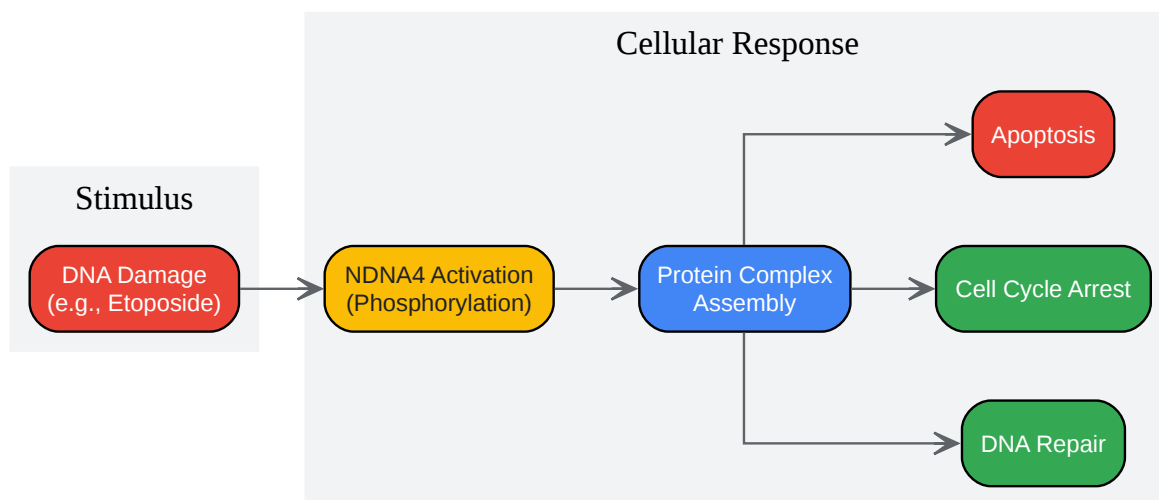 Cellular Response
Apoptosis
Stimulus
DNA Damage
(e.g., Etoposide)
NDNA4 Activation
(Phosphorylation)
Protein Complex
Assembly
Cell Cycle Arrest
DNA Repair